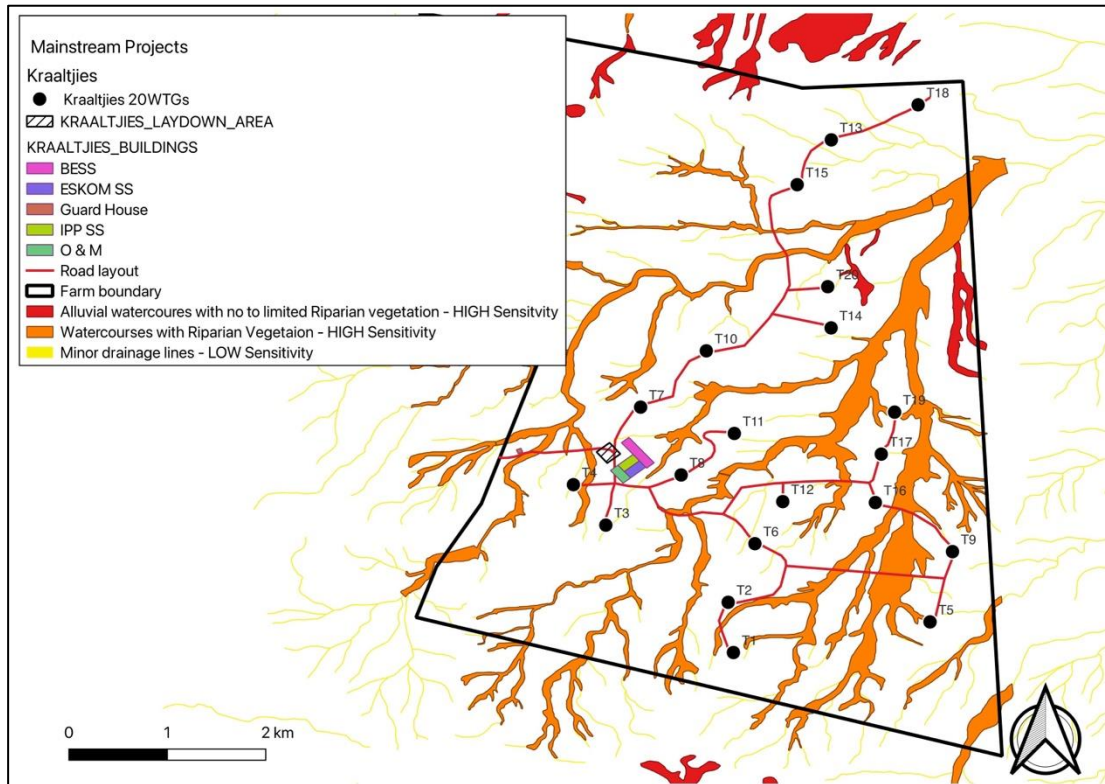 Mainstream Projects
Kraaltjies
Kraaltjies 20WTGs
KRAALTJIES_LAYDOWN_AREA
KRAALTJIES_BUILDINGS
BESS
ESKOM SS
Guard House
IPP SS
O & M
Road layout
Farm boundary
Alluvial watercoures with no to limited Riparian vegetation - HIGH Sensitvity
Watercourses with Riparian Vegetaion - HIGH Sensitivity
Minor drainage lines - LOW Sensitivity
T18
T13
T15
T20
T14
T10
T7
T19
T11
T17
T8
T4
T12
T16
T3
T6
T9
T2
T5
T1
0 1 2 km